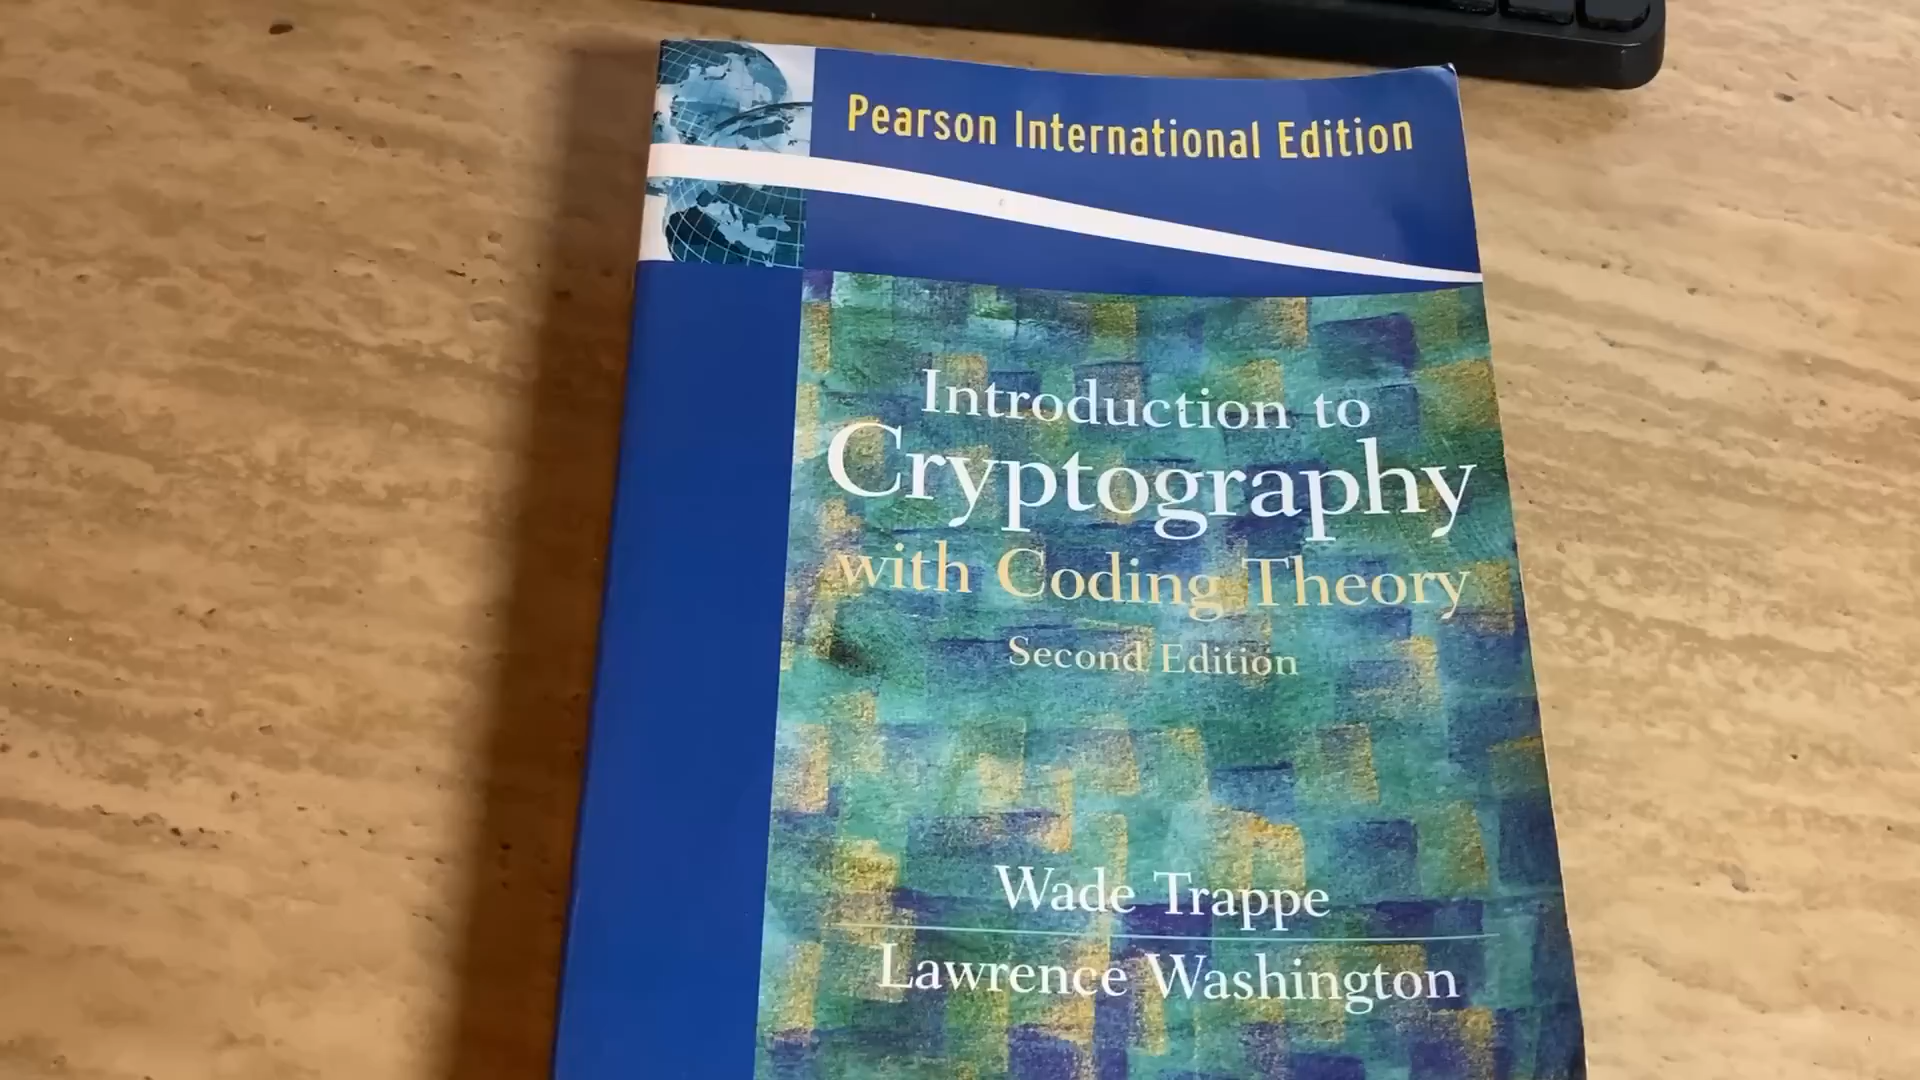 Pearson International Edition
Introduction to
Cryptography
with Coding Theory
Second Edition
Wade Trappe
Lawrence Washington